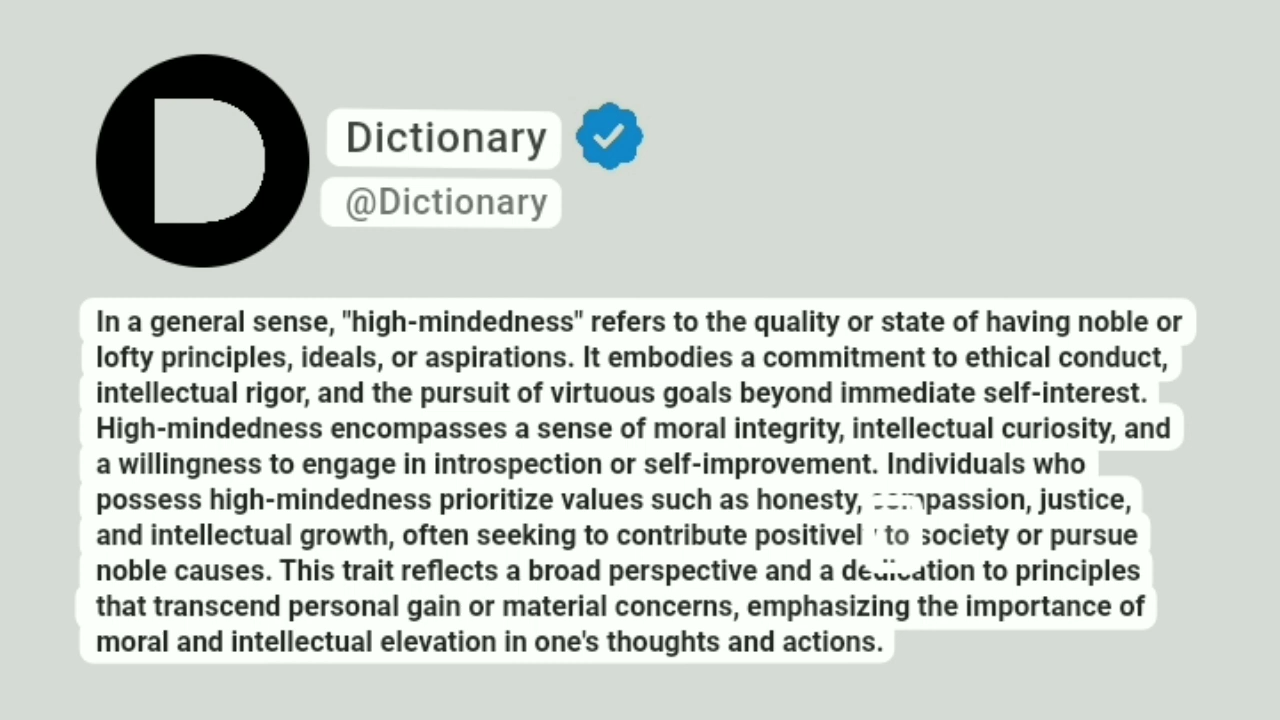 D
Dictionary
@Dictionary
In a general sense, "high-mindedness" refers to the quality or state of having noble or
lofty principles, ideals, or aspirations. It embodies a commitment to ethical conduct,
intellectual rigor, and the pursuit of virtuous goals beyond immediate self-interest.
High-mindedness encompasses a sense of moral integrity, intellectual curiosity, and
a willingness to engage in introspection or self-improvement. Individuals who
possess high-mindedness prioritize values such as honesty, compassion, justice,
and intellectual growth, often seeking to contribute positively to society or pursue
noble causes. This trait reflects a broad perspective and a dedication to principles
that transcend personal gain or material concerns, emphasizing the importance of
moral and intellectual elevation in one's thoughts and actions.